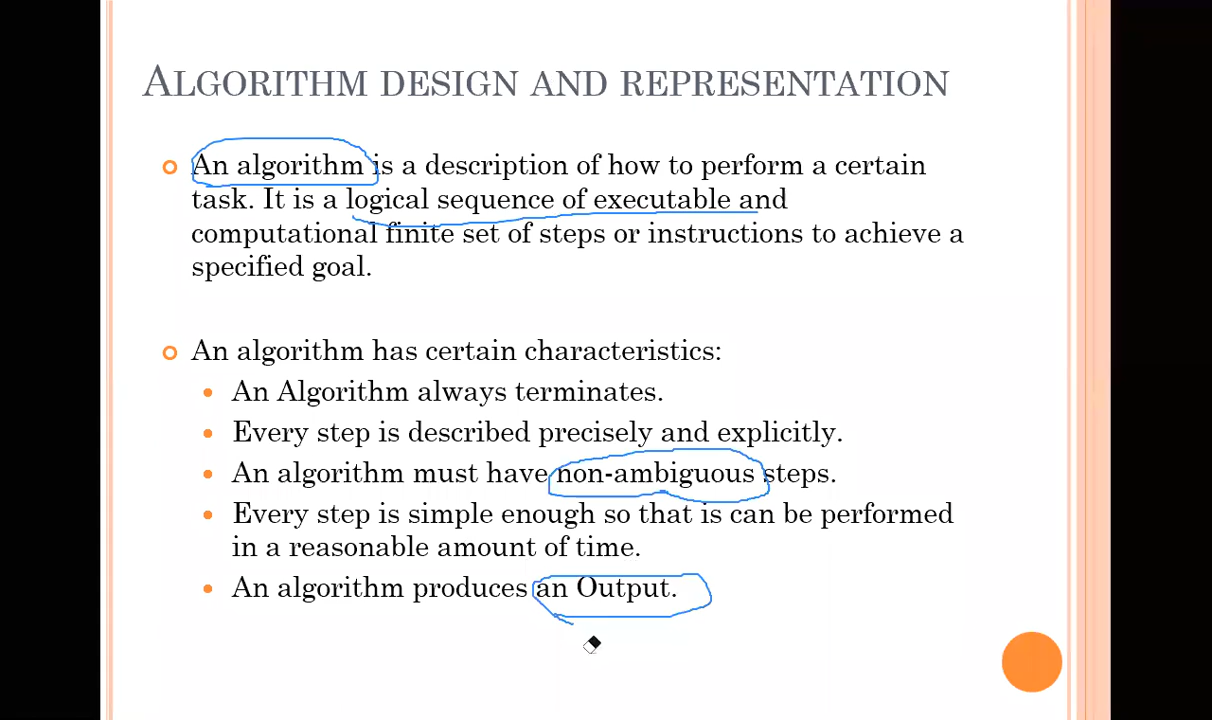 ALGORITHM DESIGN AND REPRESENTATION
An algorithm is a description of how to perform a certain
task. It is a logical sequence of executable and
computational finite set of steps or instructions to achieve a
specified goal.
An algorithm has certain characteristics:
An Algorithm always terminates.
Every step is described precisely and explicitly.
An algorithm must have non-ambiguous steps.
Every step is simple enough so that is can be performed
in a reasonable amount of time.
An algorithm produces an Output.